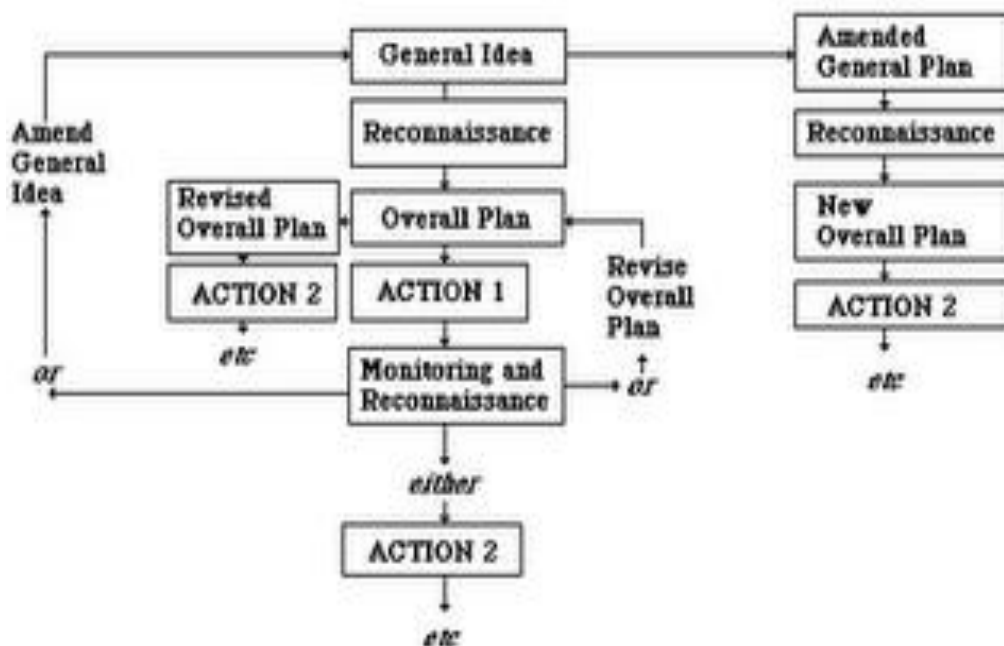 General Idea
Amended
General Plan
Reconnaissance
Reconnaissance
Amend
General
Idea
Revised
Overall Plan
Overall Plan
New
Overall Plan
Revise
Overall
Plan
ACTION 2
ACTION 1
ACTION 2
etc
etc
Monitoring and
Reconnaissance
or
or
either
ACTION 2
etc